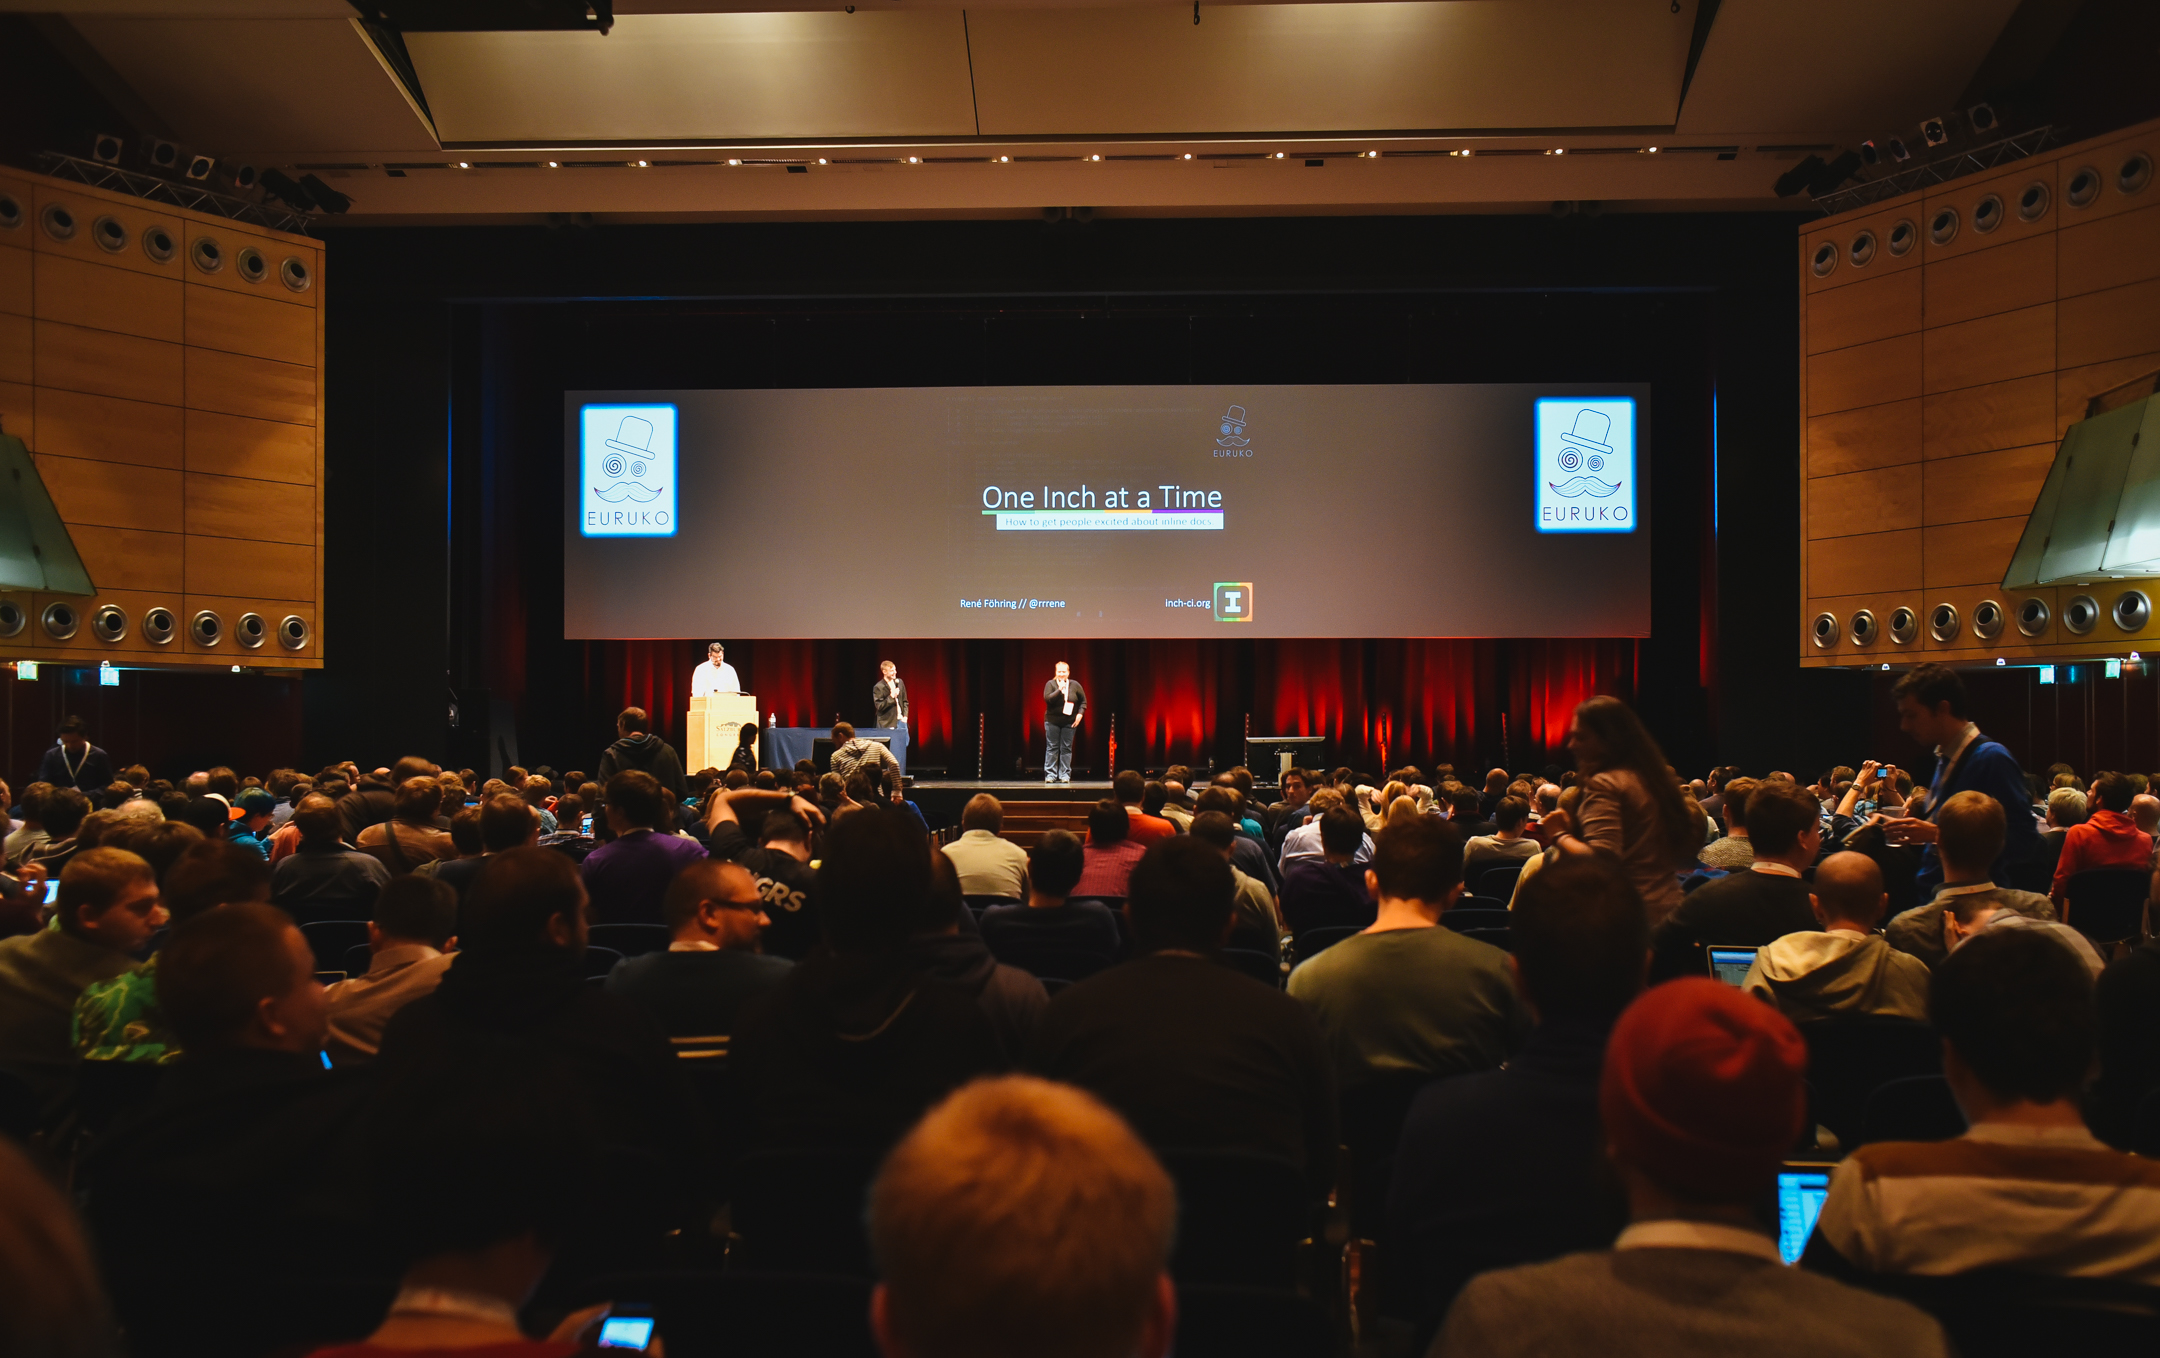 EURUKO
EURUKO
EURUKO
One Inch at a Time
How to get people excited about inline docs
René Föhring // @rrrene
inch-ci.org
I
GRS